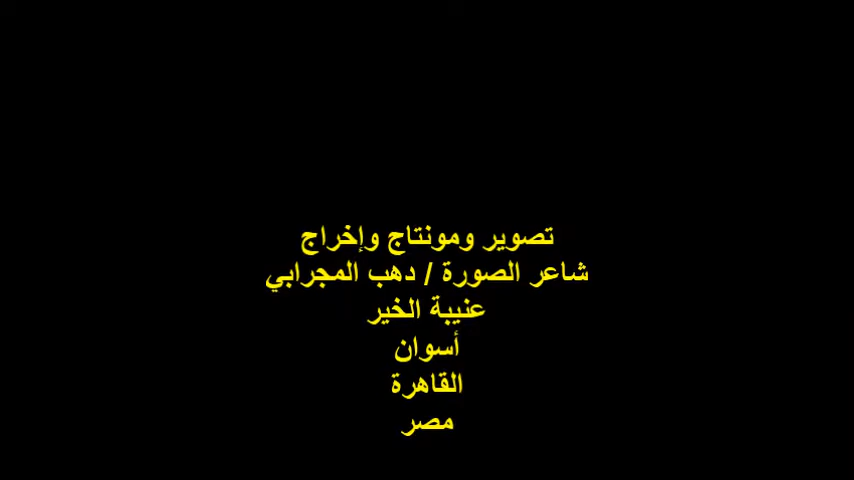 تصوير ومونتاج وإخراج
شاعر الصورة / دهب المجرابي
عنيبة الخير
أسوان
القاهرة
مصر